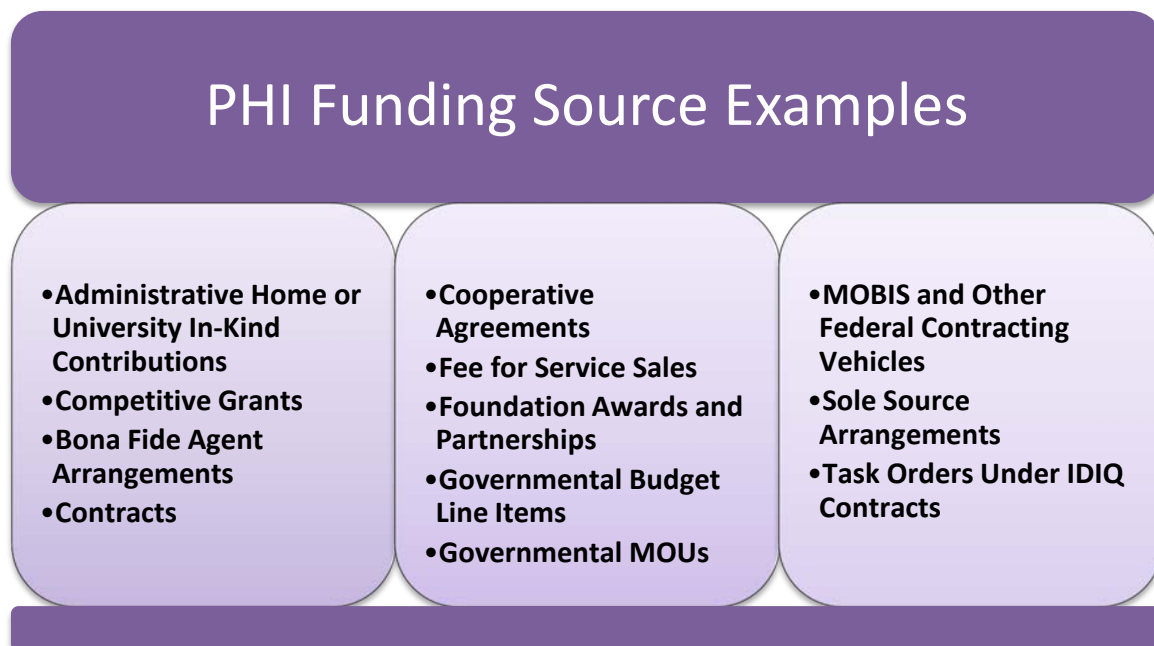 PHI Funding Source Examples
•Administrative Home or
University In-Kind
Contributions
•Competitive Grants
•Bona Fide Agent
Arrangements
•Contracts
•Cooperative
Agreements
•Fee for Service Sales
•Foundation Awards and
Partnerships
•Governmental Budget
Line Items
•Governmental MOUs
•MOBIS and Other
Federal Contracting
Vehicles
•Sole Source
Arrangements
•Task Orders Under IDIQ
Contracts